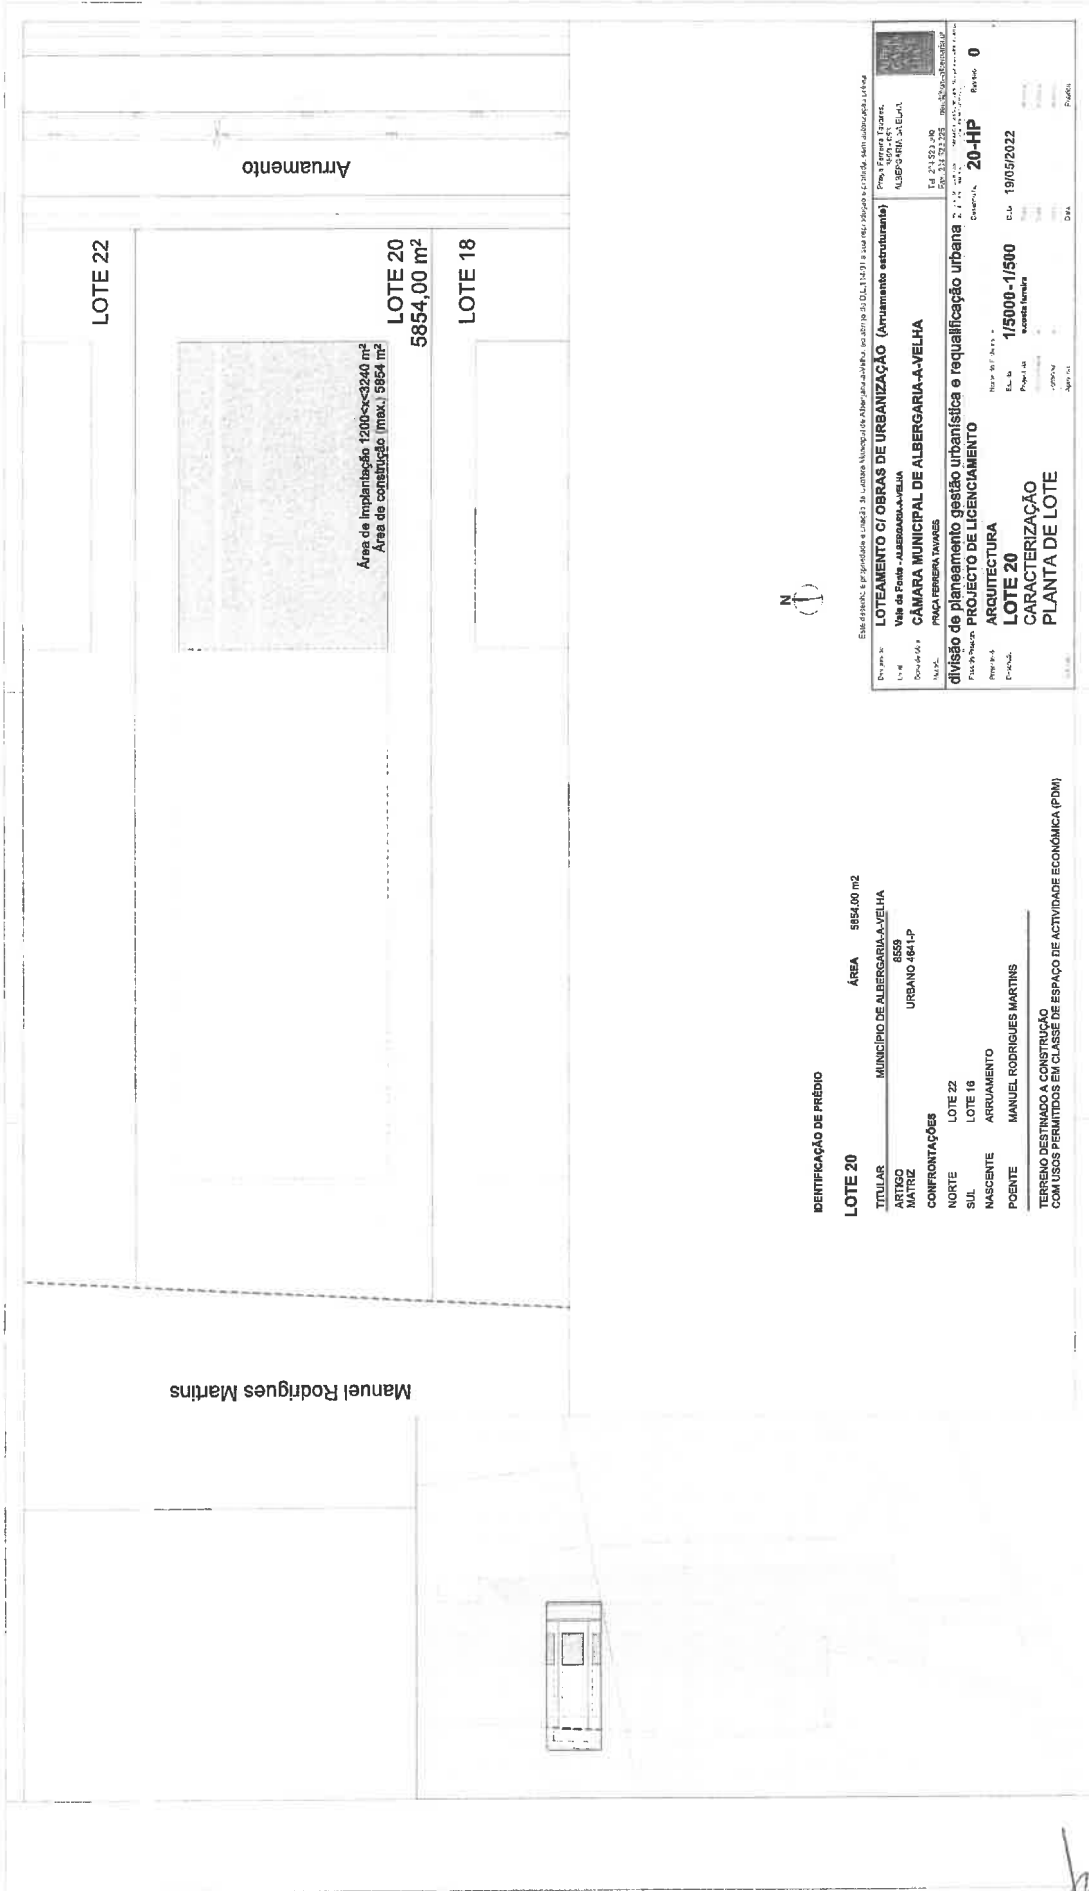 Arruamento
LOTE 22
LOTE 20
5854,00 m²
LOTE 18
Área de implantação 1200<x<3240 m²
Área de construção (max.) 5854 m²
Manuel Rodrigues Martins
N
IDENTIFICAÇÃO DE PRÉDIO
LOTE 20 ÁREA 5854.00 m2
TITULAR MUNICÍPIO DE ALBERGARIA-A-VELHA
ARTIGO 8559
MATRIZ URBANO 4641-P
CONFRONTAÇÕES
NORTE LOTE 22
SUL LOTE 16
NASCENTE ARRUAMENTO
POENTE MANUEL RODRIGUES MARTINS
TERRENO DESTINADO A CONSTRUÇÃO
COM USOS PERMITIDOS EM CLASSE DE ESPAÇO DE ACTIVIDADE ECONÓMICA (PDM)
LOTEAMENTO C/ OBRAS DE URBANIZAÇÃO (Arruamento estruturante)
Vale da Fonte - ALBERGARIA-A-VELHA
CÂMARA MUNICIPAL DE ALBERGARIA-A-VELHA
PRAÇA FERREIRA TAVARES
Praça Ferreira Tavares,
divisão de planeamento gestão urbanística e requalificação urbana
PROJECTO DE LICENCIAMENTO
20-HP
0
ARQUITECTURA
LOTE 20
1/5000-1/500
19/05/2022
CARACTERIZAÇÃO
PLANTA DE LOTE
Data